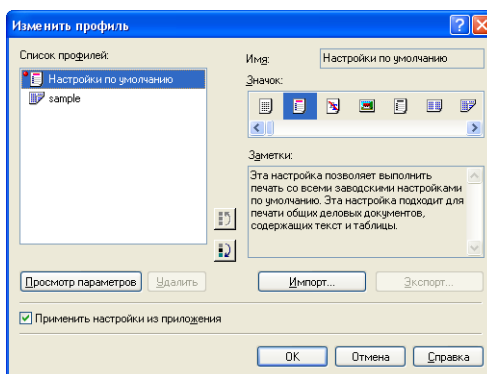 Изменить профиль
Список профилей:
Настройки по умолчанию
sample
Просмотр параметров
Удалить
Имя:
Настройки по умолчанию
Значок:
Заметки:
Эта настройка позволяет выполнить
печать со всеми заводскими настройками
по умолчанию. Эта настройка подходит для
печати общих деловых документов,
содержащих текст и таблицы.
Импорт...
Экспорт...
Применить настройки из приложения
OK
Отмена
Справка